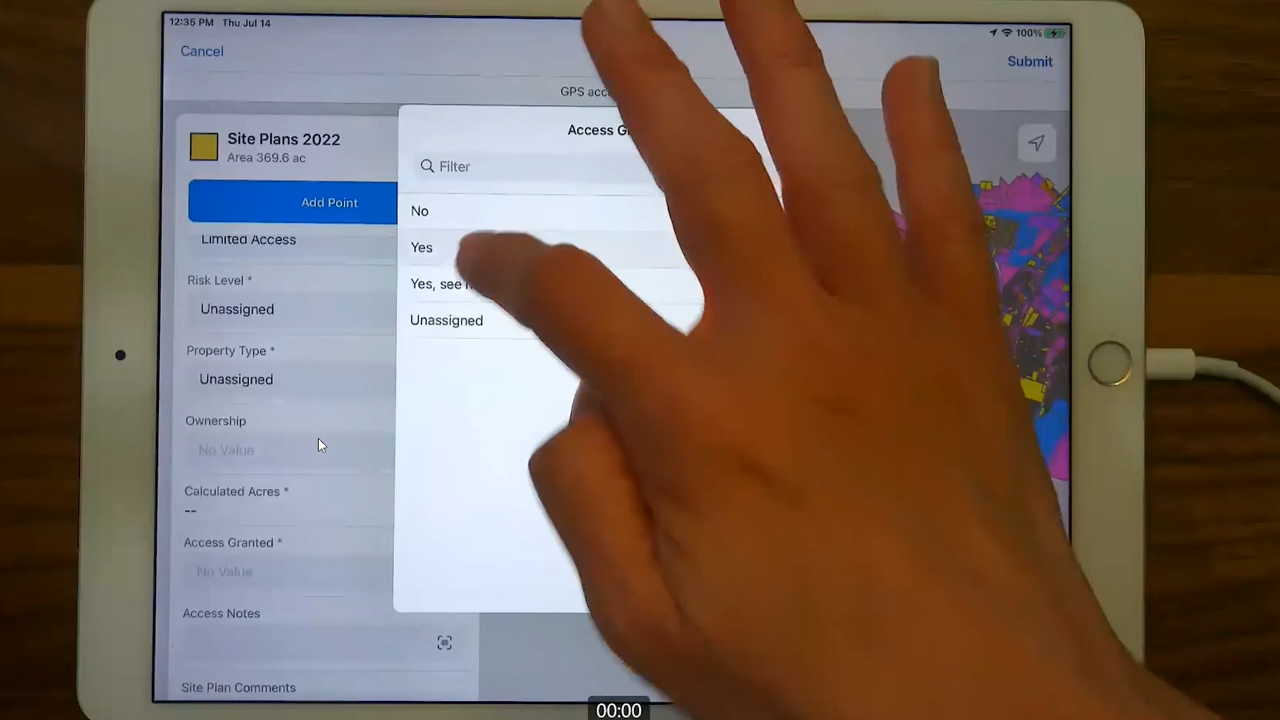 12:36 PM Thu Jul 14
100%
Cancel
Submit
GPS
Site Plans 2022
Area 369.6 ac
Add Point
Limited Access
Risk Level *
Unassigned
Property Type *
Unassigned
Ownership
No Value
Calculated Acres *
--
Access Granted *
No Value
Access Notes
Site Plan Comments
Access
Filter
No
Yes
Yes, see
Unassigned
00:00